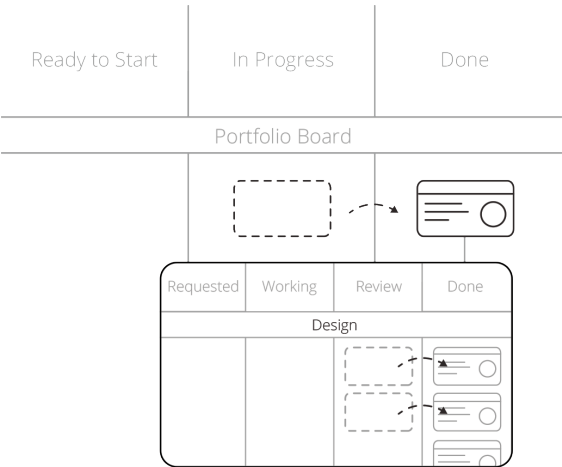 Ready to Start In Progress Done
Portfolio Board
Requested Working Review Done
Design